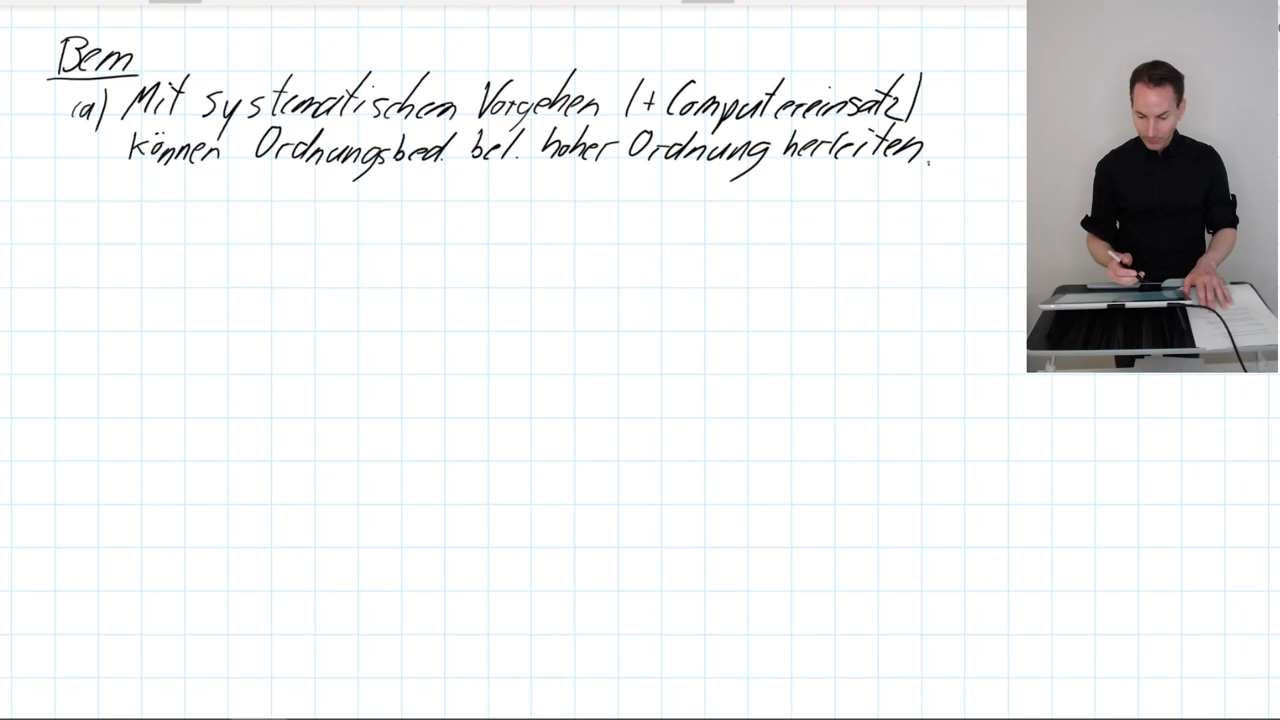 Bem
(a) Mit systematischem Vorgehen (+ Computereinsatz)
können Ordnungsbed. bel. hoher Ordnung herleiten.